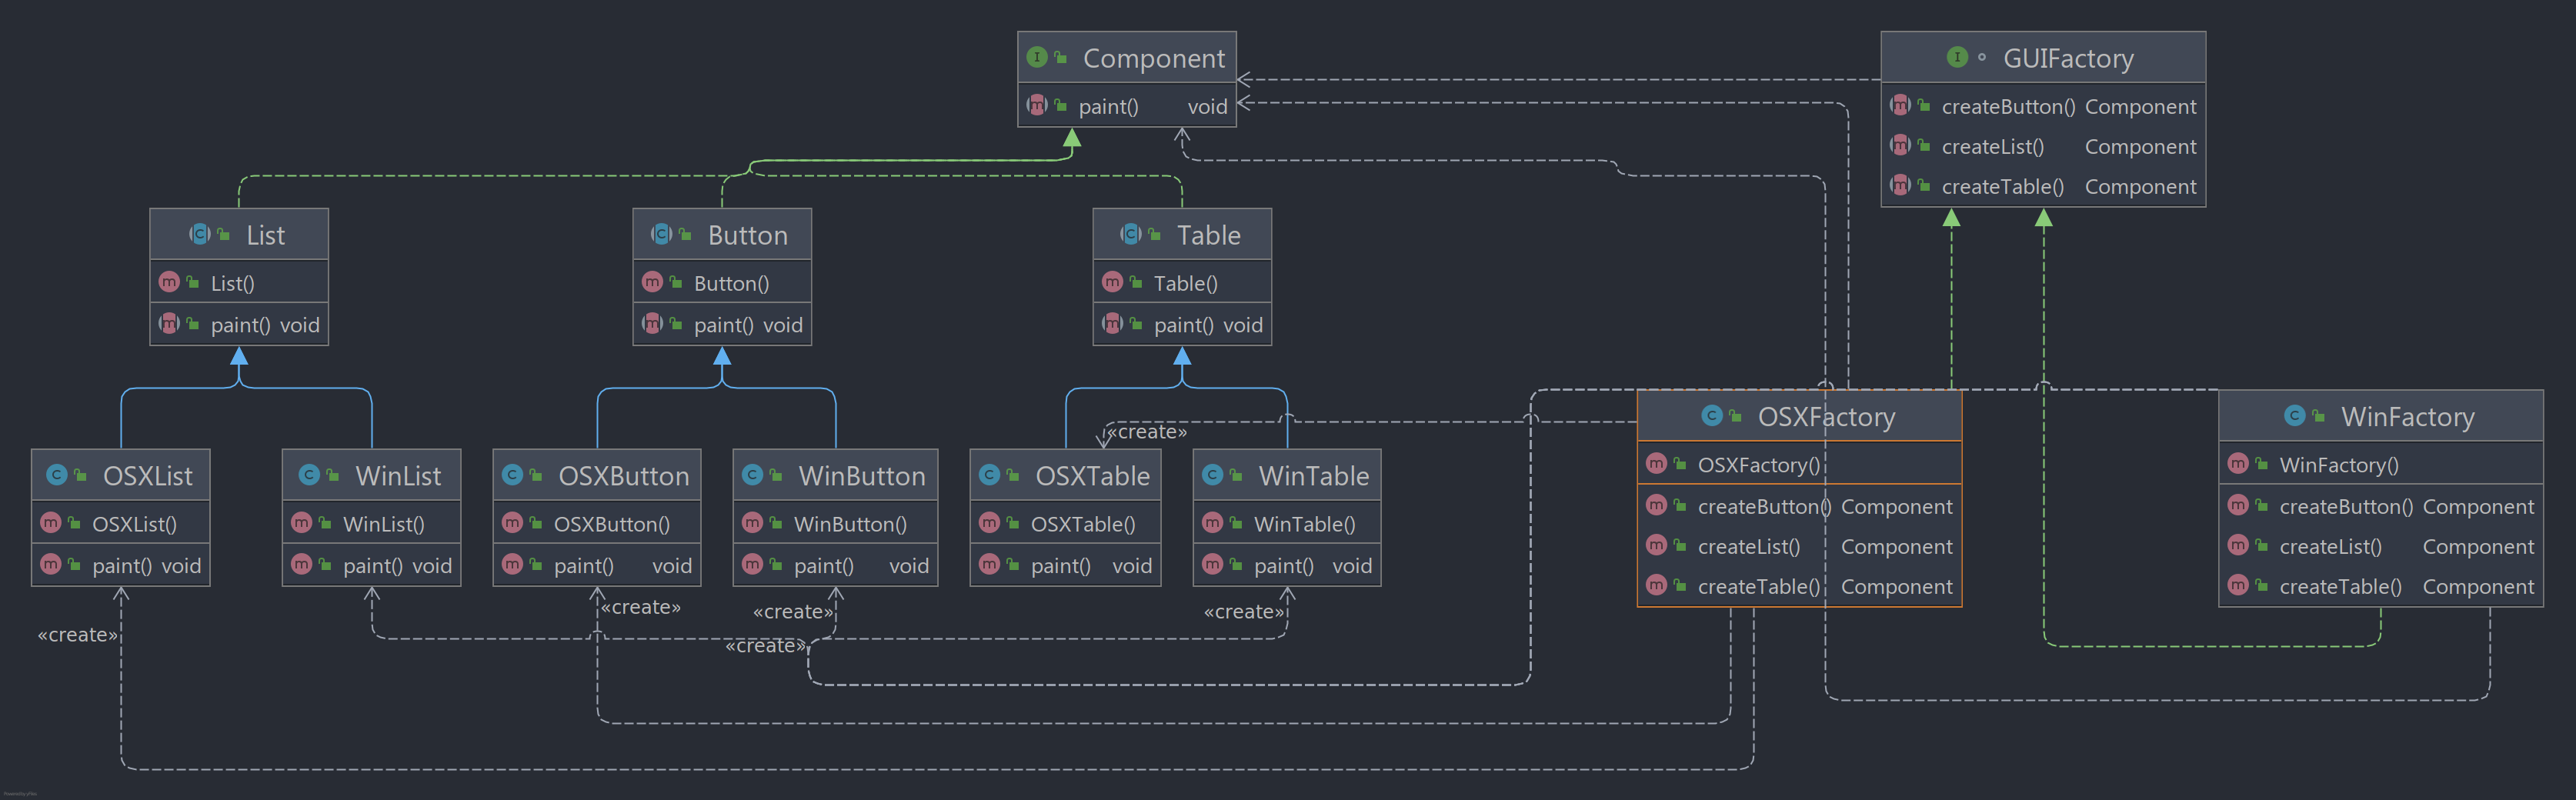 Component
paint() void
GUIFactory
createButton() Component
createList() Component
createTable() Component
List
List()
paint() void
Button
Button()
paint() void
Table
Table()
paint() void
OSXList
OSXList()
paint() void
WinList
WinList()
paint() void
OSXButton
OSXButton()
paint() void
WinButton
WinButton()
paint() void
OSXTable
OSXTable()
paint() void
WinTable
WinTable()
paint() void
OSXFactory
OSXFactory()
createButton() Component
createList() Component
createTable() Component
WinFactory
WinFactory()
createButton() Component
createList() Component
createTable() Component
«create»
«create»
«create»
«create»
«create»
«create»
Powered by yFiles